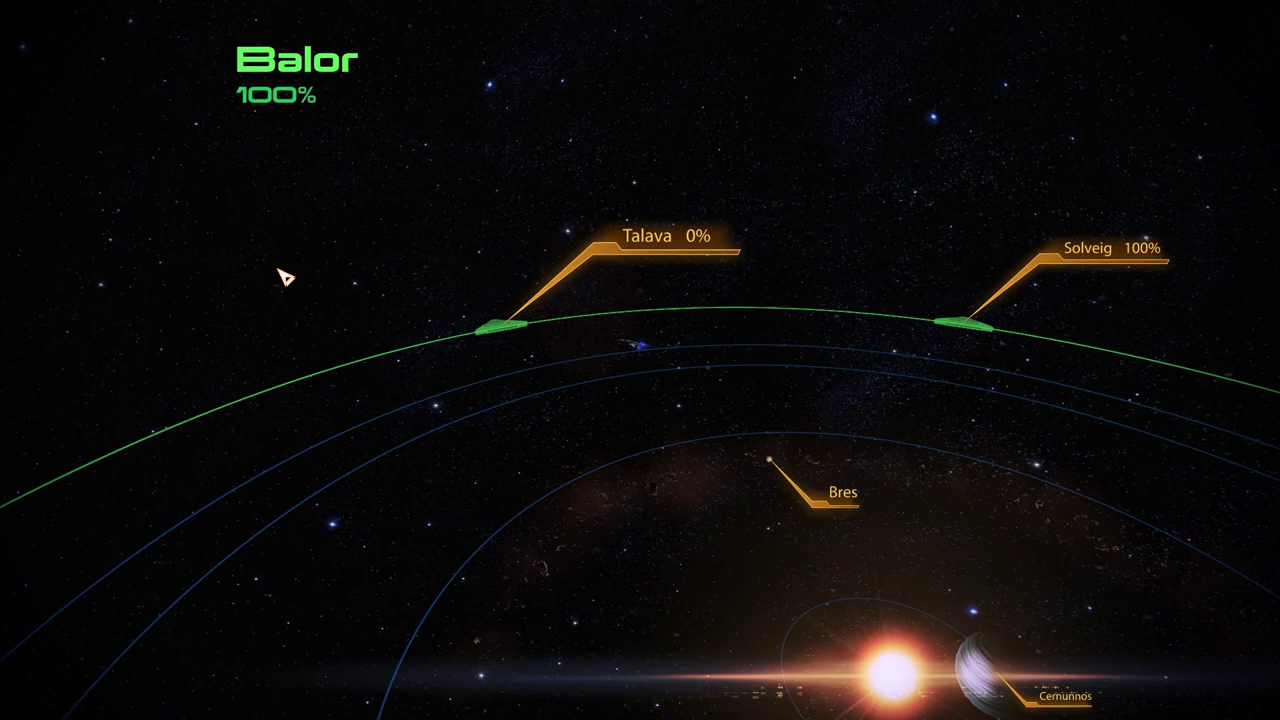 Balor
100%
Talava 0%
Solveig 100%
Bres
Cernunnos